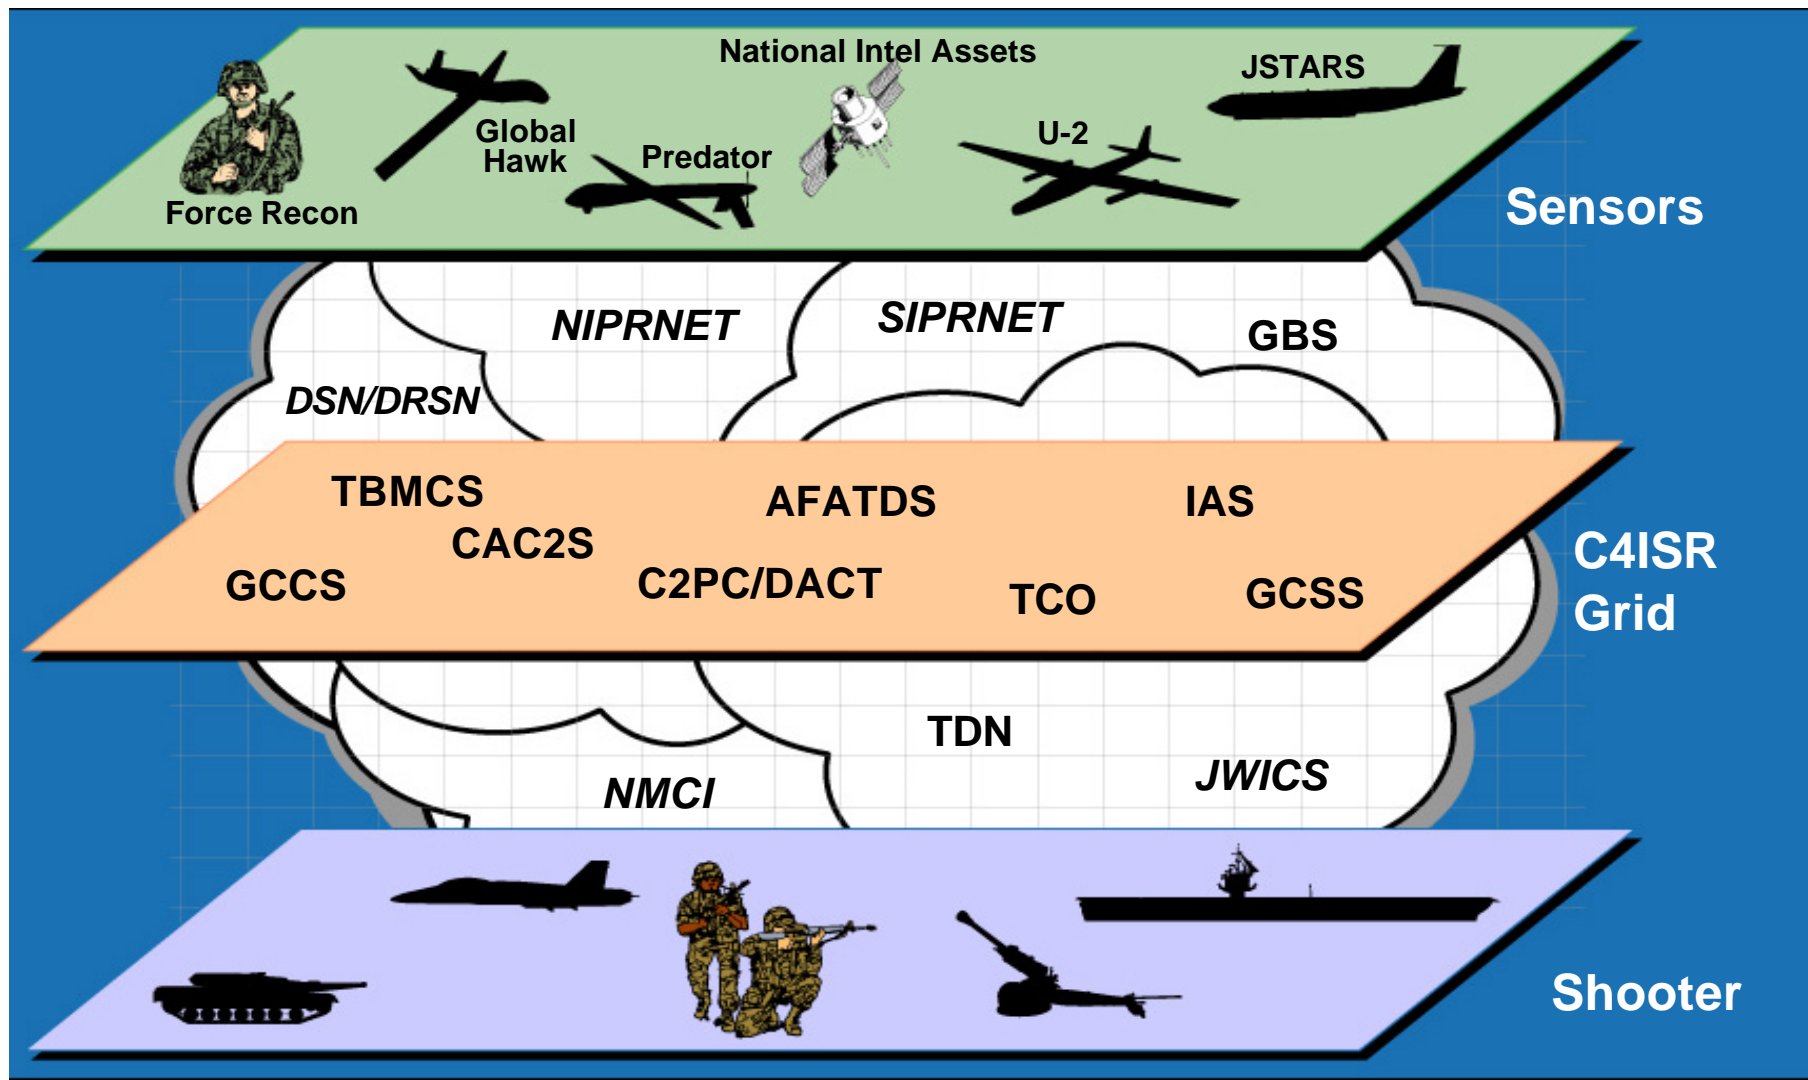 National Intel Assets
JSTARS
Global
Hawk
U-2
Predator
Force Recon
Sensors
NIPRNET
SIPRNET
GBS
DSN/DRSN
TBMCS
AFATDS
IAS
CAC2S
C4ISR
Grid
GCCS
C2PC/DACT
TCO
GCSS
TDN
NMCI
JWICS
Shooter